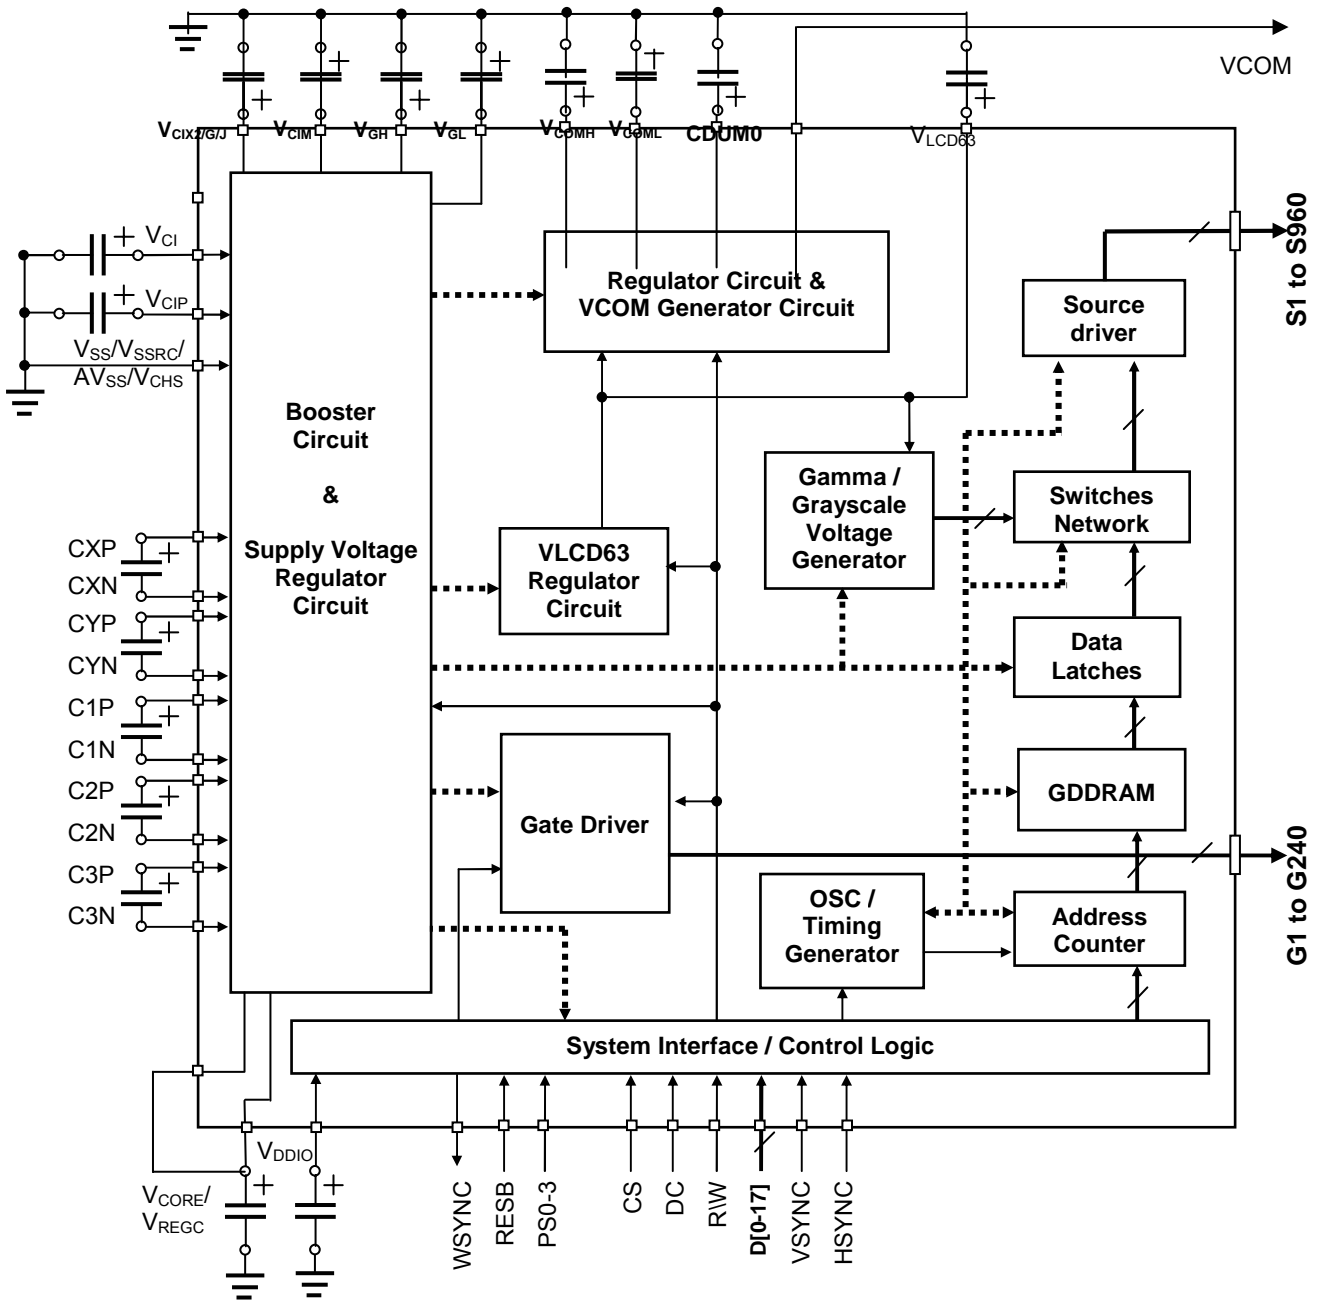 VCOM
VCIX2/G/J
VCIM
VGH
VGL
VCOMH
VCOML
CDUM0
VLCD63
S1 to S960
+ VCI
+ VCIP
VSS/VSSRC/
AVSS/VCHS
Regulator Circuit &
VCOM Generator Circuit
Source
driver
Booster
Circuit
&
Supply Voltage
Regulator
Circuit
Gamma /
Grayscale
Voltage
Generator
Switches
Network
VLCD63
Regulator
Circuit
CXP
CXN
CYP
CYN
C1P
C1N
C2P
C2N
C3P
C3N
Data
Latches
GDDRAM
Gate Driver
G1 to G240
OSC /
Timing
Generator
Address
Counter
System Interface / Control Logic
VDDIO
VCORE/
VREGC
WSYNC
RESB
PS0-3
CS
DC
R\W
D[0-17]
VSYNC
HSYNC